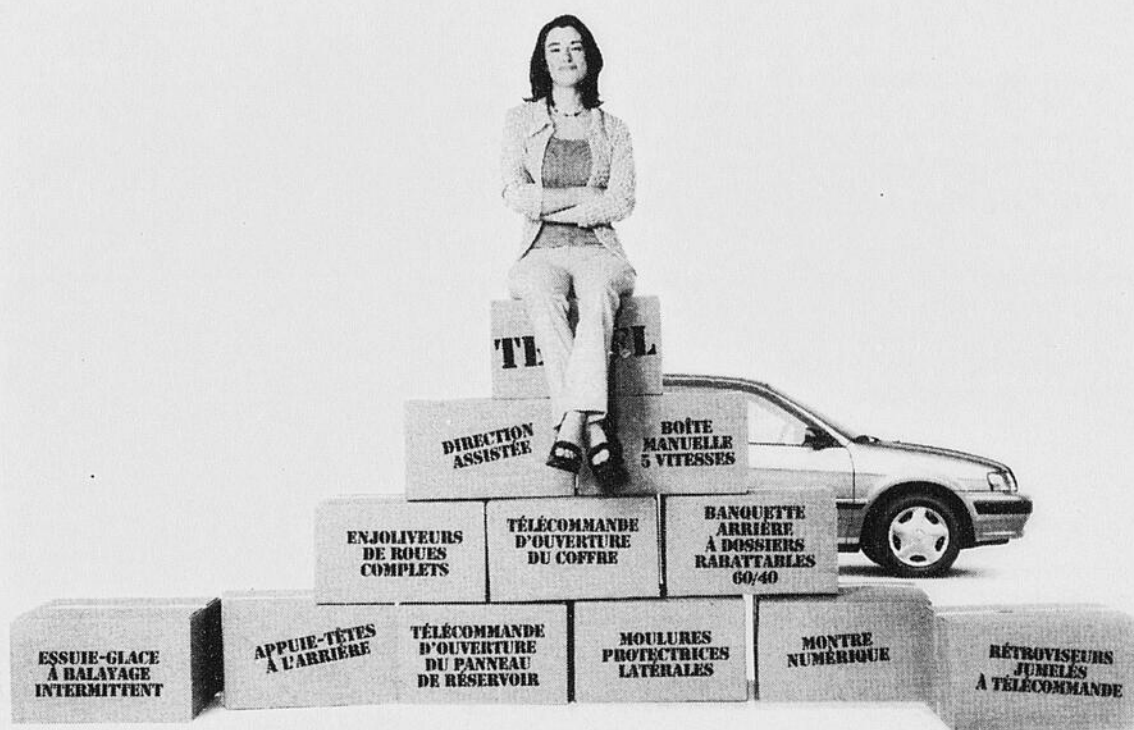 DIRECTION
ASSISTÉE
BOÎTE
MANUELLE
5 VITESSES
ENJOLIVEURS
DE ROUES
COMPLETS
TÉLÉCOMMANDE
D'OUVERTURE
DU COFFRE
BANQUETTE
ARRIÈRE
À DOSSIERS
RABATTABLES
60/40
ESSUIE-GLACE
À BALAYAGE
INTERMITTENT
APPUIE-TÊTES
À L'ARRIÈRE
TÉLÉCOMMANDE
D'OUVERTURE
DU PANNEAU
DE RÉSERVOIR
MOULURES
PROTECTRICES
LATÉRALES
MONTRE
NUMÉRIQUE
RÉTROVISEURS
JUMELÉS
À TÉLÉCOMMANDE